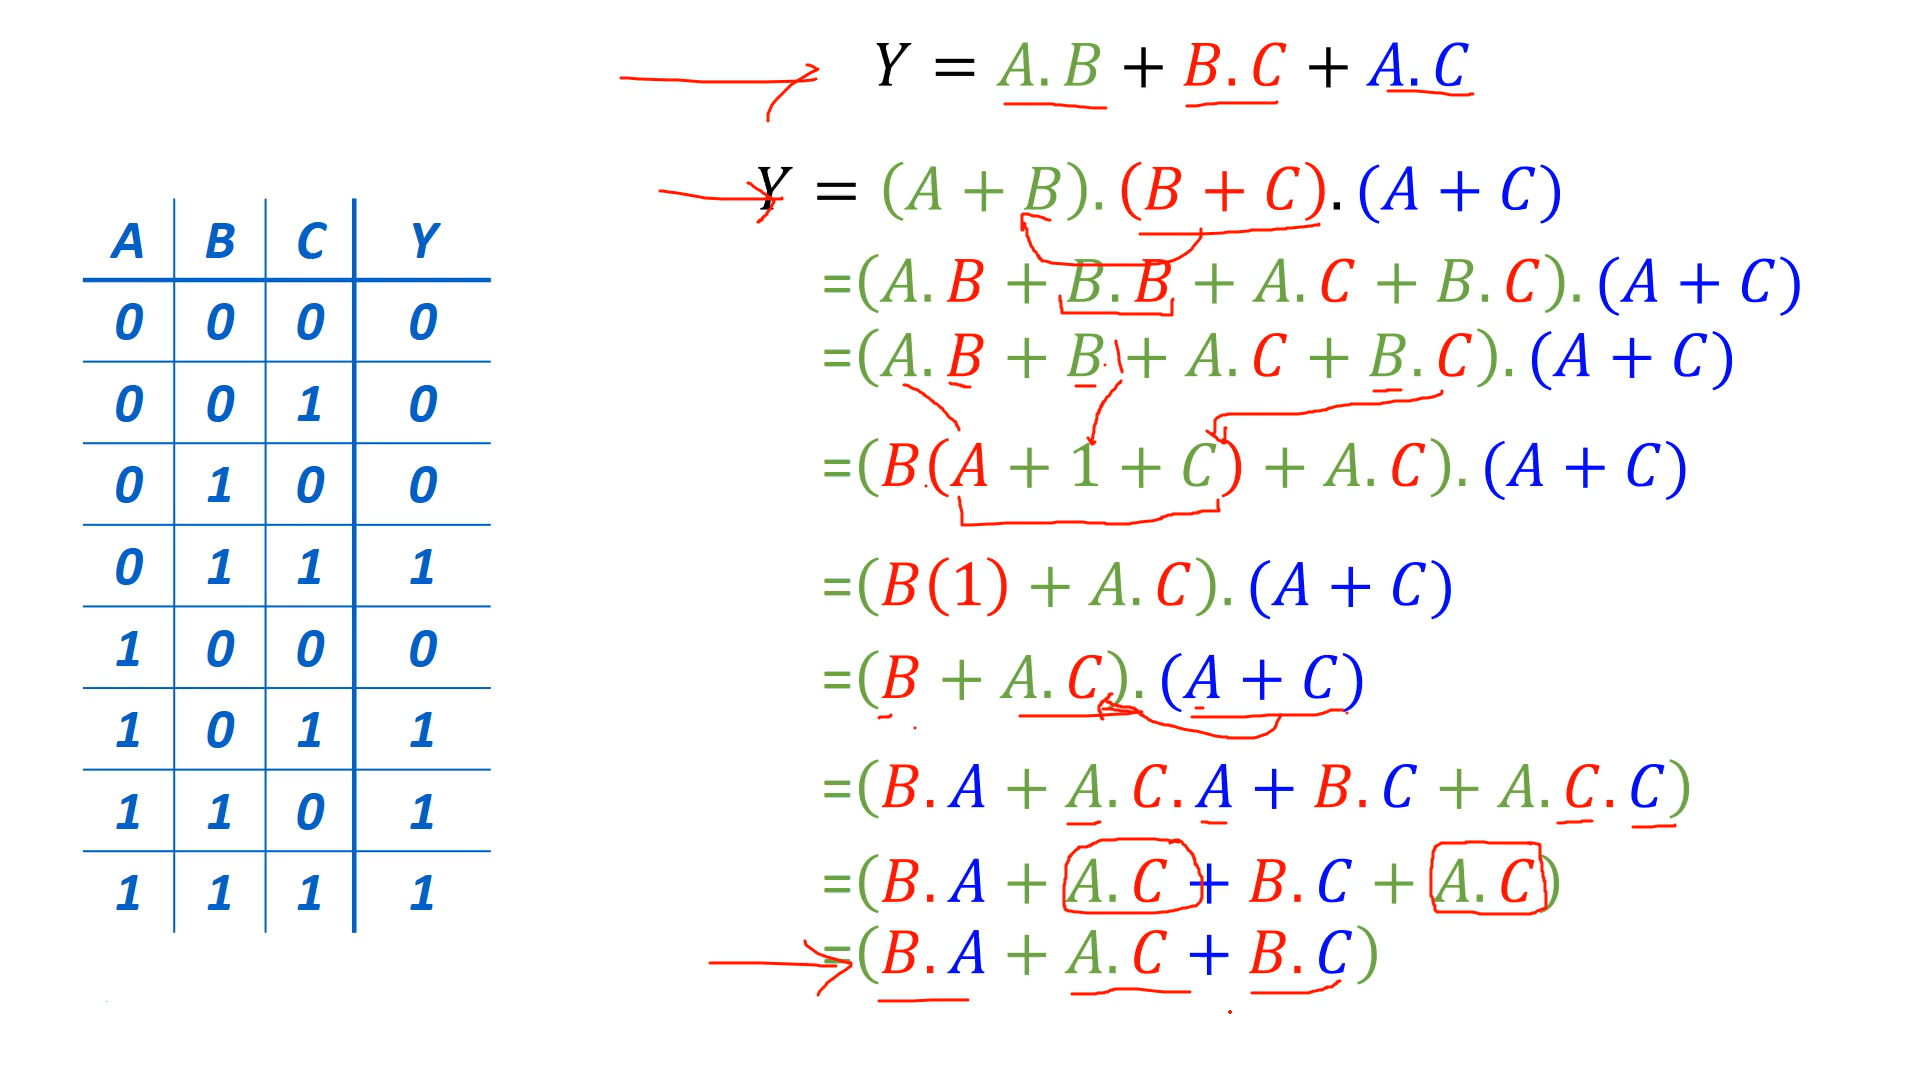 Y = A.B + B.C + A.C
Y = (A + B).(B + C).(A + C)
=(A.B + B.B + A.C + B.C).(A + C)
=(A.B + B + A.C + B.C).(A + C)
=(B(A + 1 + C) + A.C).(A + C)
=(B(1) + A.C).(A + C)
=(B + A.C).(A + C)
=(B.A + A.C.A + B.C + A.C.C)
=(B.A + A.C + B.C + A.C)
=(B.A + A.C + B.C)
A B C Y
0 0 0 0
0 0 1 0
0 1 0 0
0 1 1 1
1 0 0 0
1 0 1 1
1 1 0 1
1 1 1 1